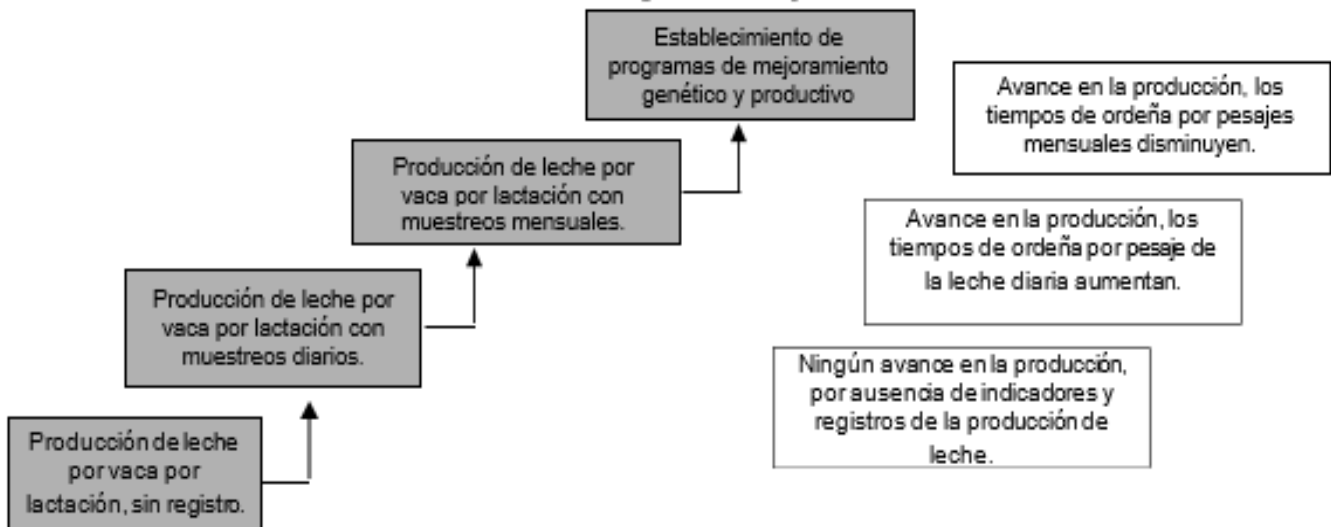 Establecimiento de
programas de mejoramiento
genético y productivo
Avance en la producción, los
tiempos de ordeña por pesajes
mensuales disminuyen.
Producción de leche por
vaca por lactación con
muestreos mensuales.
Avance en la producción, los
tiempos de ordeña por pesaje de
la leche diaria aumentan.
Producción de leche por
vaca por lactación con
muestreos diarios.
Ningún avance en la producción,
por ausencia de indicadores y
registros de la producción de
leche.
Producción de leche
por vaca por
lactación, sin registro.